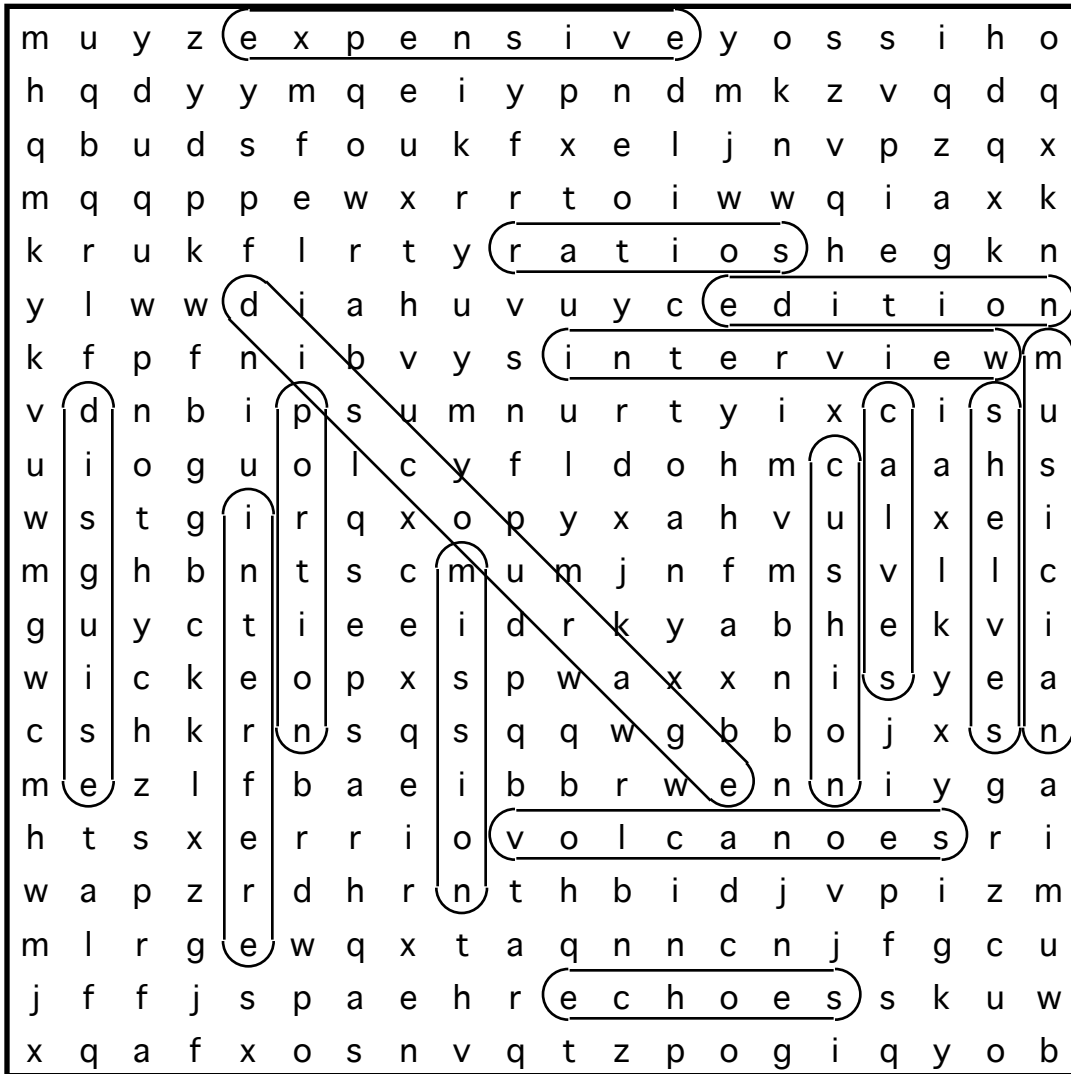 m u y z e x p e n s i v e y o s s i h o
h q d y y m q e i y p n d m k z v q d q
q b u d s f o u k f x e l j n v p z q x
m q q p p e w x r r t o i w w q i a x k
k r u k f l r t y r a t i o s h e g k n
y l w w d i a h u v u y c e d i t i o n
k f p f n i b v y s i n t e r v i e w m
v d n b i p s u m n u r t y i x c i s u
u i o g u o l c y f l d o h m c a a h s
w s t g i r q x o p y x a h v u l x e i
m g h b n t s c m u m j n f m s v l l c
g u y c t i e e i d r k y a b h e k v i
w i c k e o p x s p w a x x n i s y e a
c s h k r n s q s q q w g b b o j x s n
m e z l f b a e i b b r w e n n i y g a
h t s x e r r i o v o l c a n o e s r i
w a p z r d h r n t h b i d j v p i z m
m l r g e w q x t a q n n c n j f g c u
j f f j s p a e h r e c h o e s s k u w
x q a f x o s n v q t z p o g i q y o b